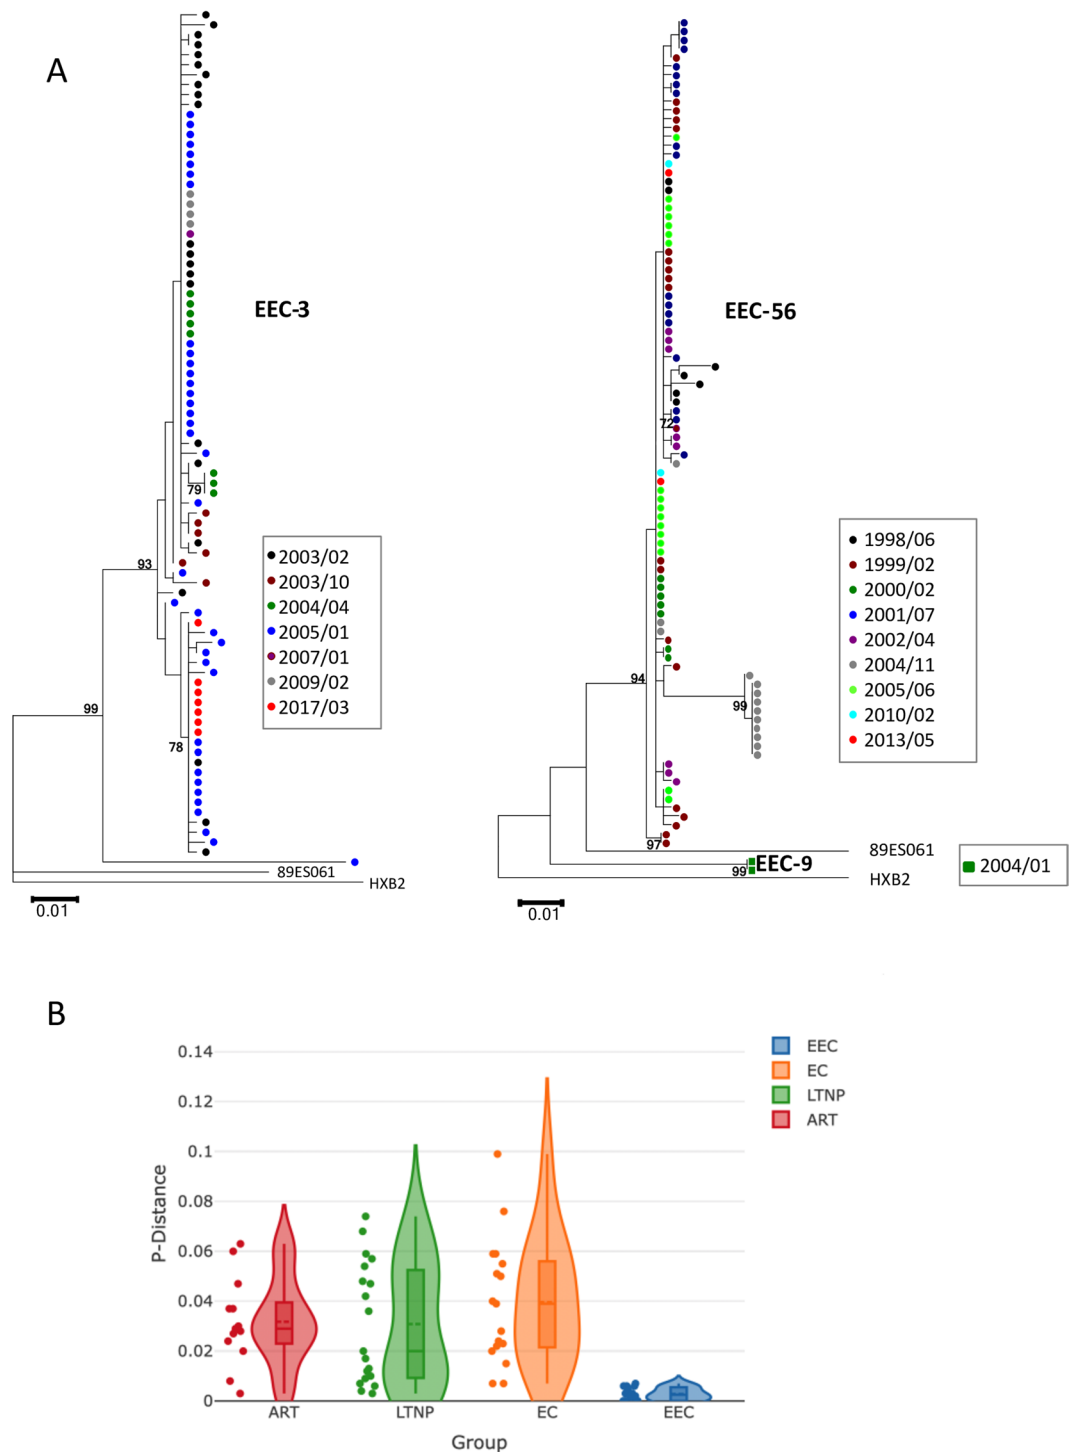 A
EEC-3
79
93
99
78
2003/02
2003/10
2004/04
2005/01
2007/01
2009/02
2017/03
89ES061
HXB2
0.01
EEC-56
72
94
99
97
1998/06
1999/02
2000/02
2001/07
2002/04
2004/11
2005/06
2010/02
2013/05
89ES061
EEC-9
99
HXB2
2004/01
0.01
B
0.14
0.12
0.1
0.08
0.06
0.04
0.02
0
P-Distance
ART
LTNP
EC
EEC
Group
EEC
EC
LTNP
ART